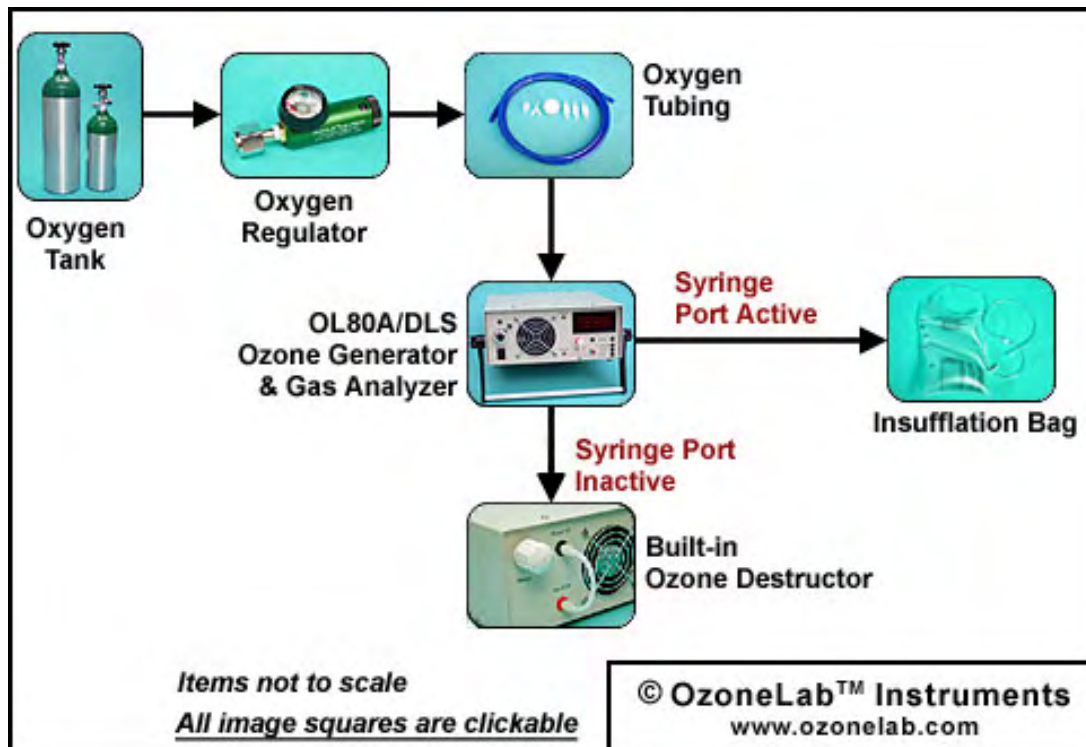 Oxygen
Tubing
Oxygen
Tank
Oxygen
Regulator
OL80A/DLS
Ozone Generator
& Gas Analyzer
Syringe
Port Active
Insufflation Bag
Syringe Port
Inactive
Built-in
Ozone Destructor
Items not to scale
All image squares are clickable
© OzoneLab™ Instruments
www.ozonelab.com